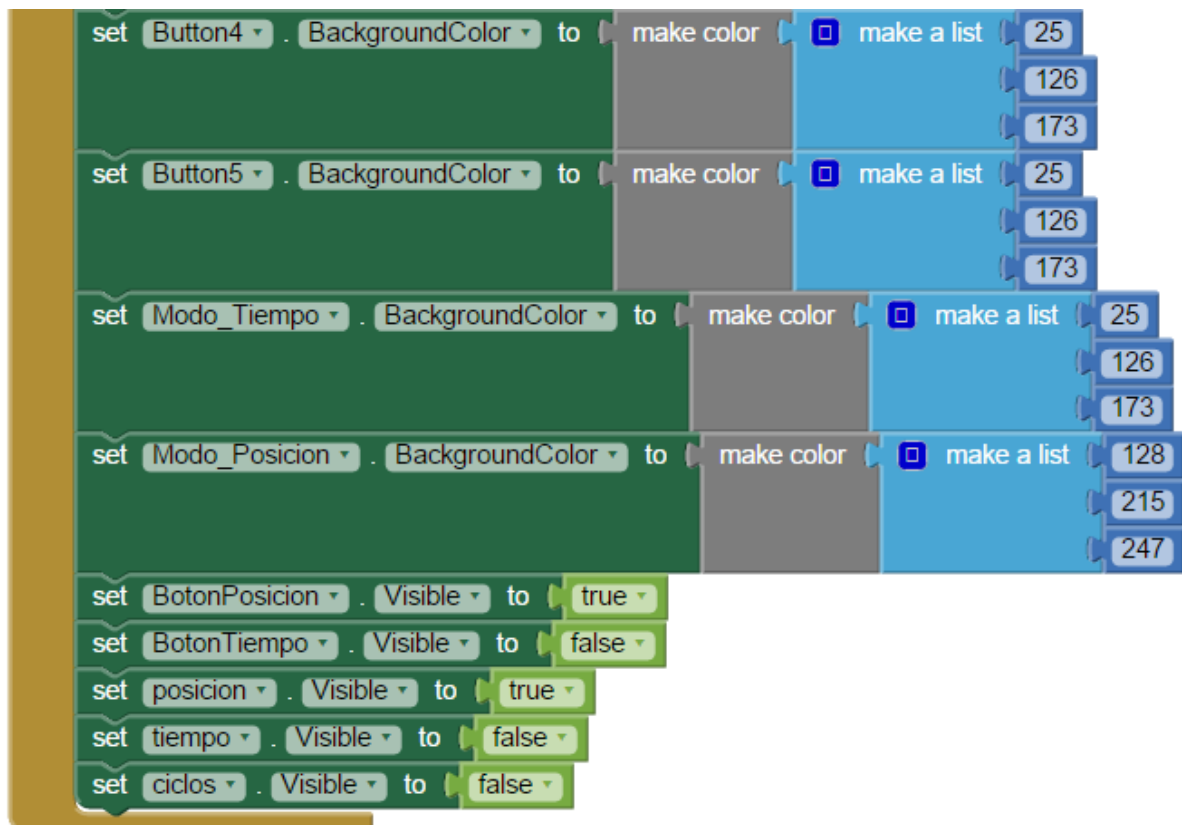 set Button4 . BackgroundColor to make color make a list 25
126
173
set Button5 . BackgroundColor to make color make a list 25
126
173
set Modo_Tiempo . BackgroundColor to make color make a list 25
126
173
set Modo_Posicion . BackgroundColor to make color make a list 128
215
247
set BotonPosicion . Visible to true
set BotonTiempo . Visible to false
set posicion . Visible to true
set tiempo . Visible to false
set ciclos . Visible to false